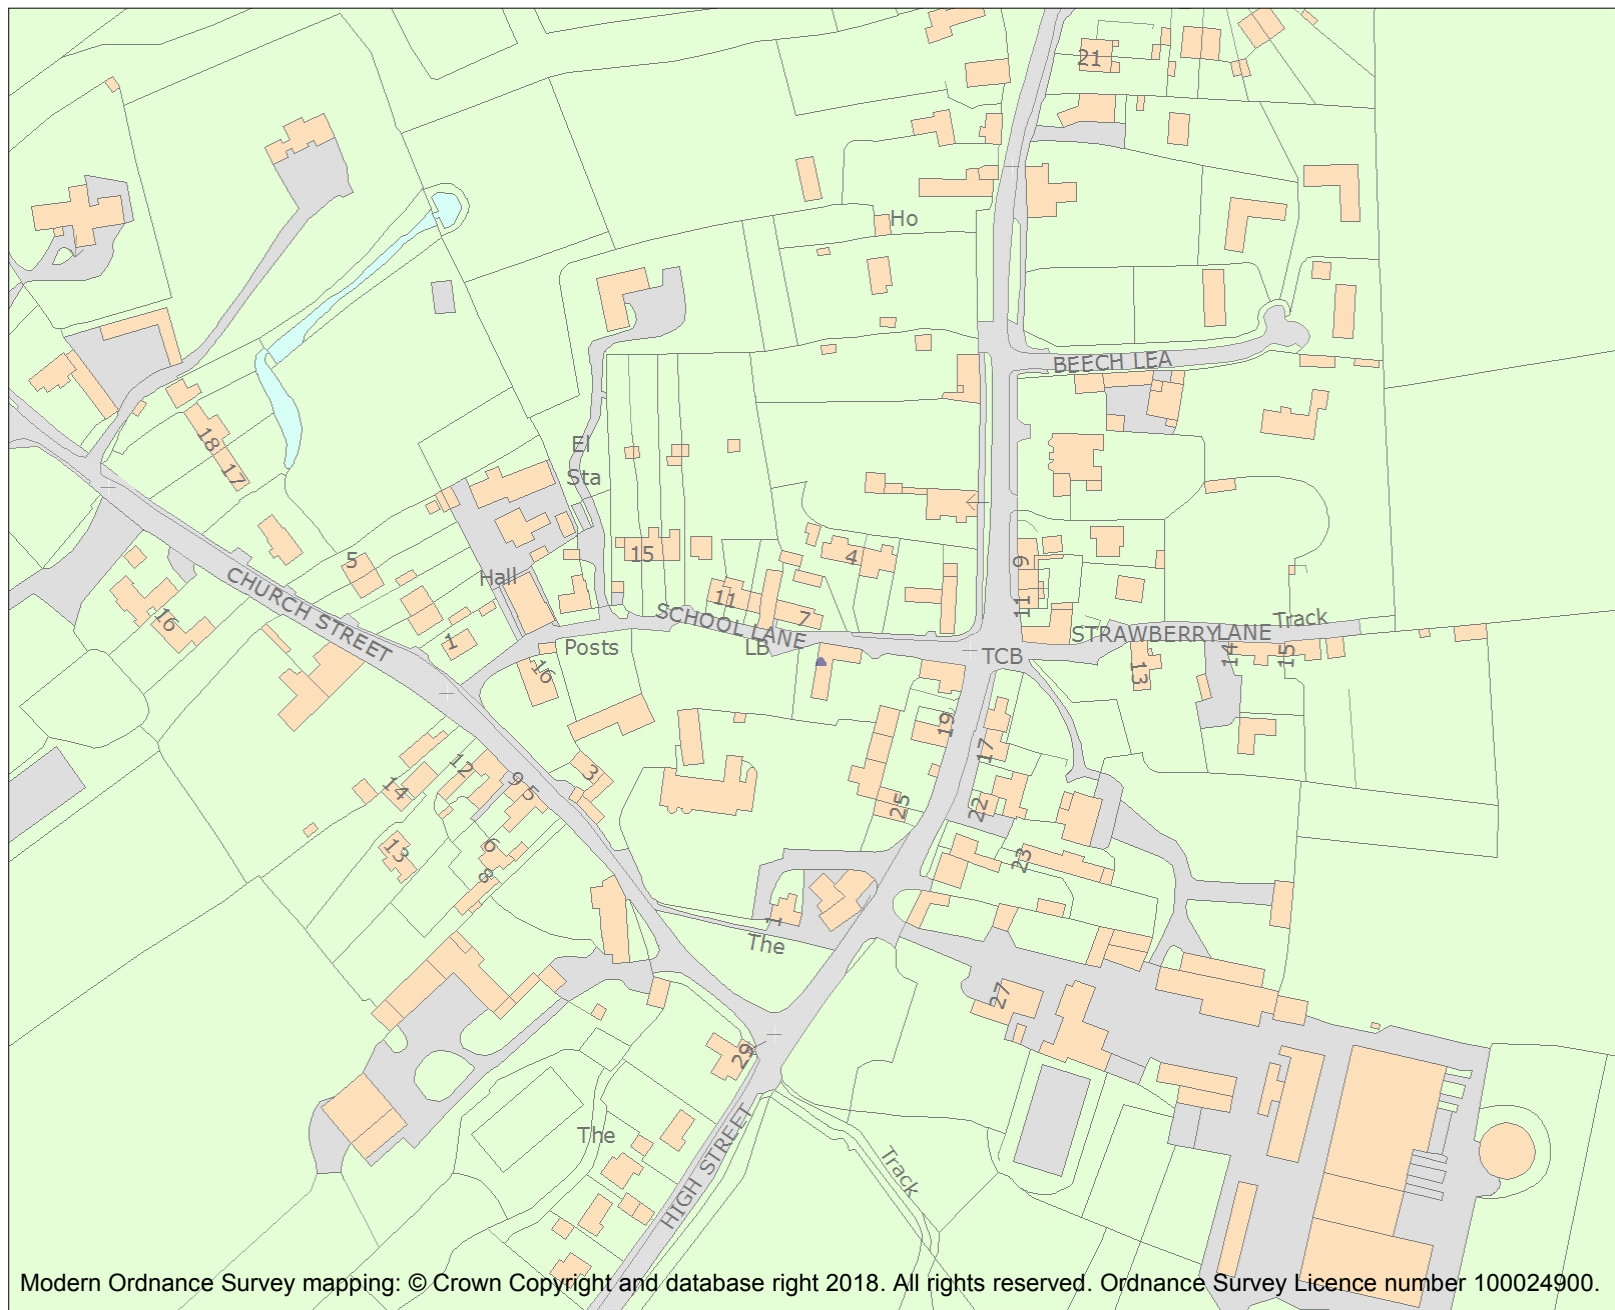 21
Ho
BEECH LEA
El
Sta
18
17
15
5
4
9
11
Hall
CHURCH STREET
16
11
7
SCHOOL LANE
1
Posts
LB
TCB
STRAWBERRY LANE
Track
14
15
13
16
19
17
3
12
9
5
14
25
22
6
13
8
23
1
The
27
29
The
HIGH STREET
Track
Modern Ordnance Survey mapping: © Crown Copyright and database right 2018. All rights reserved. Ordnance Survey Licence number 100024900.